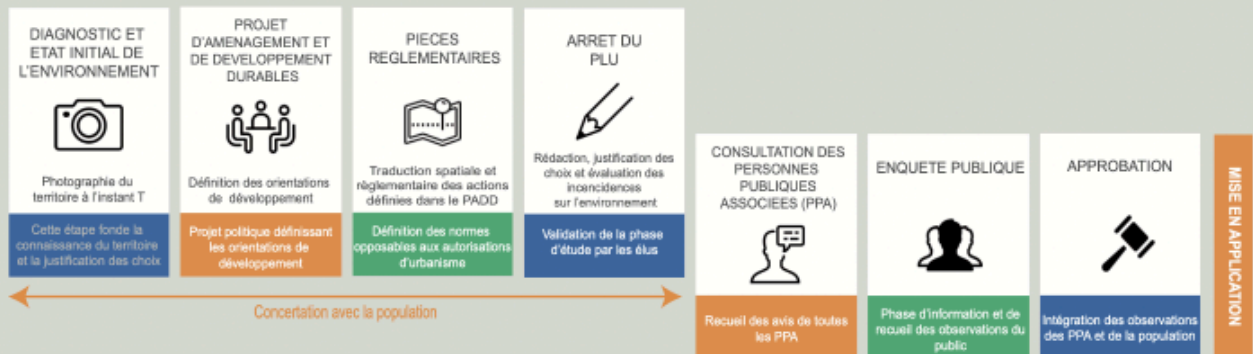 DIAGNOSTIC ET
ETAT INITIAL DE
L'ENVIRONNEMENT
Photographie du
territoire à l'instant T
Cette étape fonde la
connaissance du territoire
et la justification des choix
PROJET
D'AMENAGEMENT ET
DE DEVELOPPEMENT
DURABLES
Définition des orientations
de développement
Projet politique définissant
les orientations de
développement
PIECES
REGLEMENTAIRES
Traduction spatiale et
règlementaire des actions
définies dans le PADD
Définition des normes
opposables aux autorisations
d'urbanisme
ARRET DU
PLU
Rédaction, justification des
choix et évaluation des
incencidences
sur l'environnement
Validation de la phase
d'étude par les élus
Concertation avec la population
CONSULTATION DES
PERSONNES
PUBLIQUES
ASSOCIEES (PPA)
Recueil des avis de toutes
les PPA
ENQUETE PUBLIQUE
Phase d'information et de
recueil des observations du
public
APPROBATION
Intégration des observations
des PPA et de la population
MISE EN APPLICATION